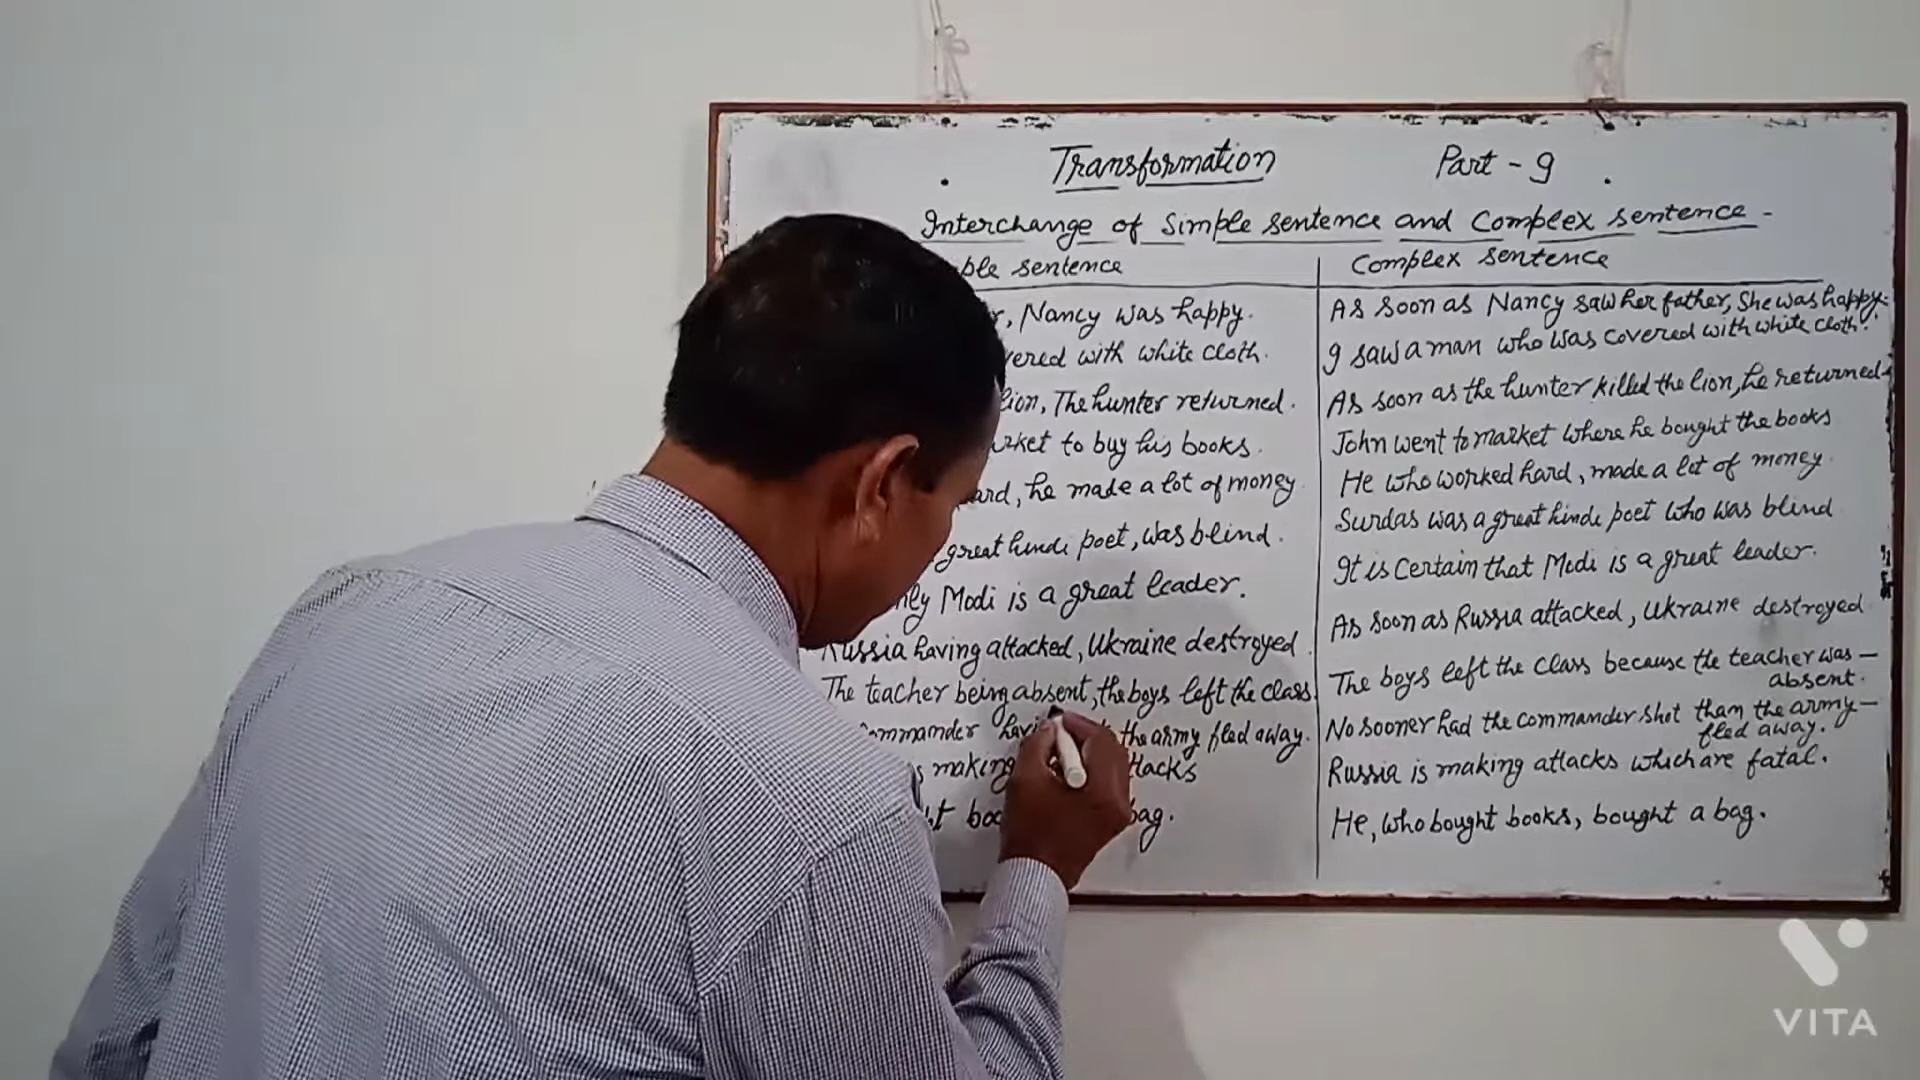 Transformation Part - 9
Interchange of Simple sentence and Complex sentence -
sentence
Complex sentence
Nancy was happy.
As soon as Nancy saw her father, She was happy.
with white cloth.
I saw a man who was covered with white cloth.
lion, The hunter returned.
As soon as the hunter killed the lion, he returned
to buy his books.
John went to market where he bought the books
he made a lot of money
He who worked hard, made a lot of money.
great hindi poet, was blind.
Surdas was a great hindi poet who was blind
Modi is a great leader.
It is Certain that Modi is a great leader.
Russia having attacked, Ukraine destroyed
As soon as Russia attacked, Ukraine destroyed
The teacher being absent, the boys left the class
The boys left the class because the teacher was —
absent.
the army fled away.
No sooner had the commander shot than the army —
fled away.
making
Russia is making attacks which are fatal.
bag.
He, who bought books, bought a bag.
VITA